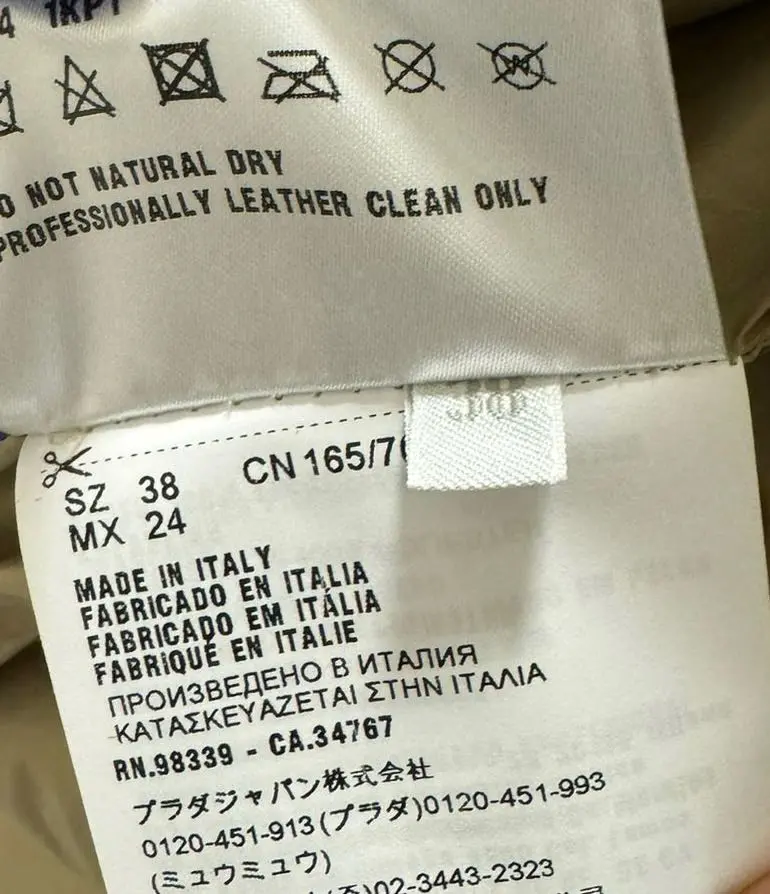 4 1KP1
DO NOT NATURAL DRY
PROFESSIONALLY LEATHER CLEAN ONLY
SZ 38 CN 165/7
MX 24
MADE IN ITALY
FABRICADO EN ITALIA
FABRICADO EM ITÁLIA
FABRIQUÉ EN ITALIE
ПРОИЗВЕДЕНО В ИТАЛИЯ
ΚΑΤΑΣΚΕΥΑΖΕΤΑΙ ΣΤΗΝ ΙΤΑΛΙΑ
RN.98339 - CA.34767
プラダジャパン株式会社
0120-451-913(プラダ)0120-451-993
(ミュウミュウ)
02-3443-2323